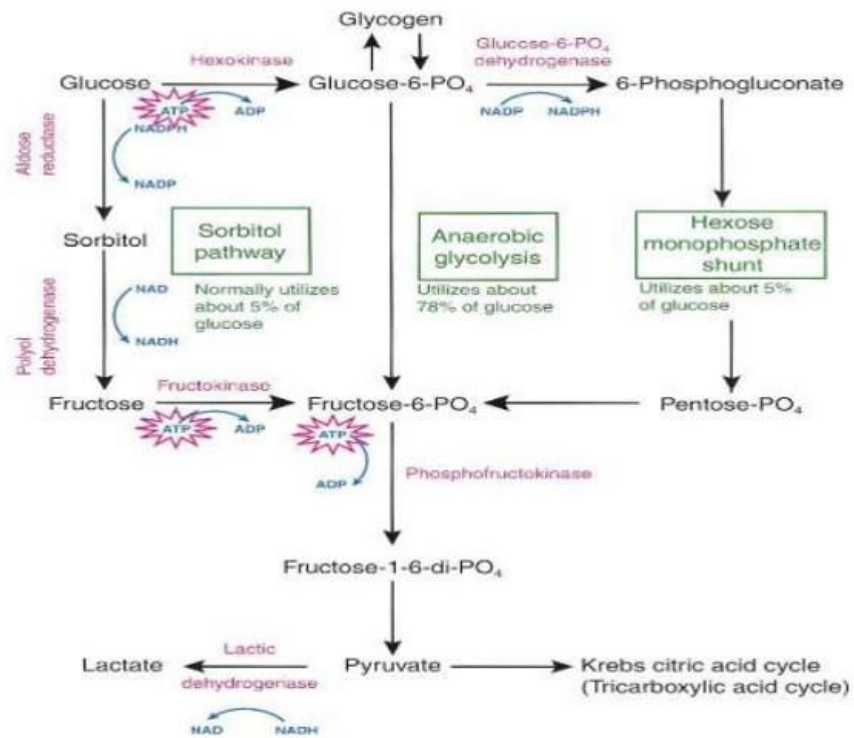 Glycogen
Hexokinase
Glucose-6-PO₄
dehydrogenase
Glucose
Glucose-6-PO₄
6-Phosphogluconate
ATP
ADP
NADP
NADPH
Aldose
reductase
NADPH
NADP
Sorbitol
Sorbitol
pathway
Normally utilizes
about 5% of
glucose
Anaerobic
glycolysis
Utilizes about
78% of glucose
Hexose
monophosphate
shunt
Utilizes about 5%
of glucose
Polyol
dehydrogenase
NAD
NADH
Fructokinase
Fructose
Fructose-6-PO₄
Pentose-PO₄
ATP
ADP
ATP
ADP
Phosphofructokinase
Fructose-1-6-di-PO₄
Lactic
dehydrogenase
Lactate
Pyruvate
Krebs citric acid cycle
(Tricarboxylic acid cycle)
NAD
NADH